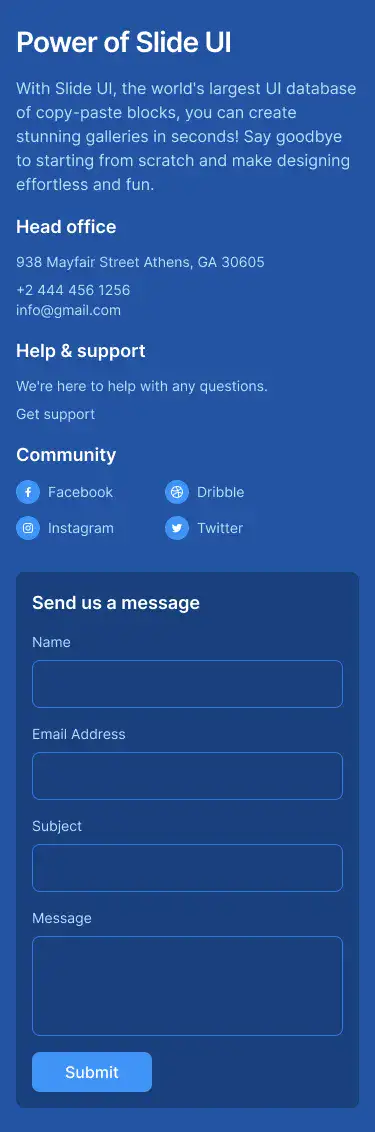 Power of Slide UI
With Slide UI, the world's largest UI database
of copy-paste blocks, you can create
stunning galleries in seconds! Say goodbye
to starting from scratch and make designing
effortless and fun.
Head office
938 Mayfair Street Athens, GA 30605
+2 444 456 1256
info@gmail.com
Help & support
We're here to help with any questions.
Get support
Community
Facebook
Dribble
Instagram
Twitter
Send us a message
Name
Email Address
Subject
Message
Submit